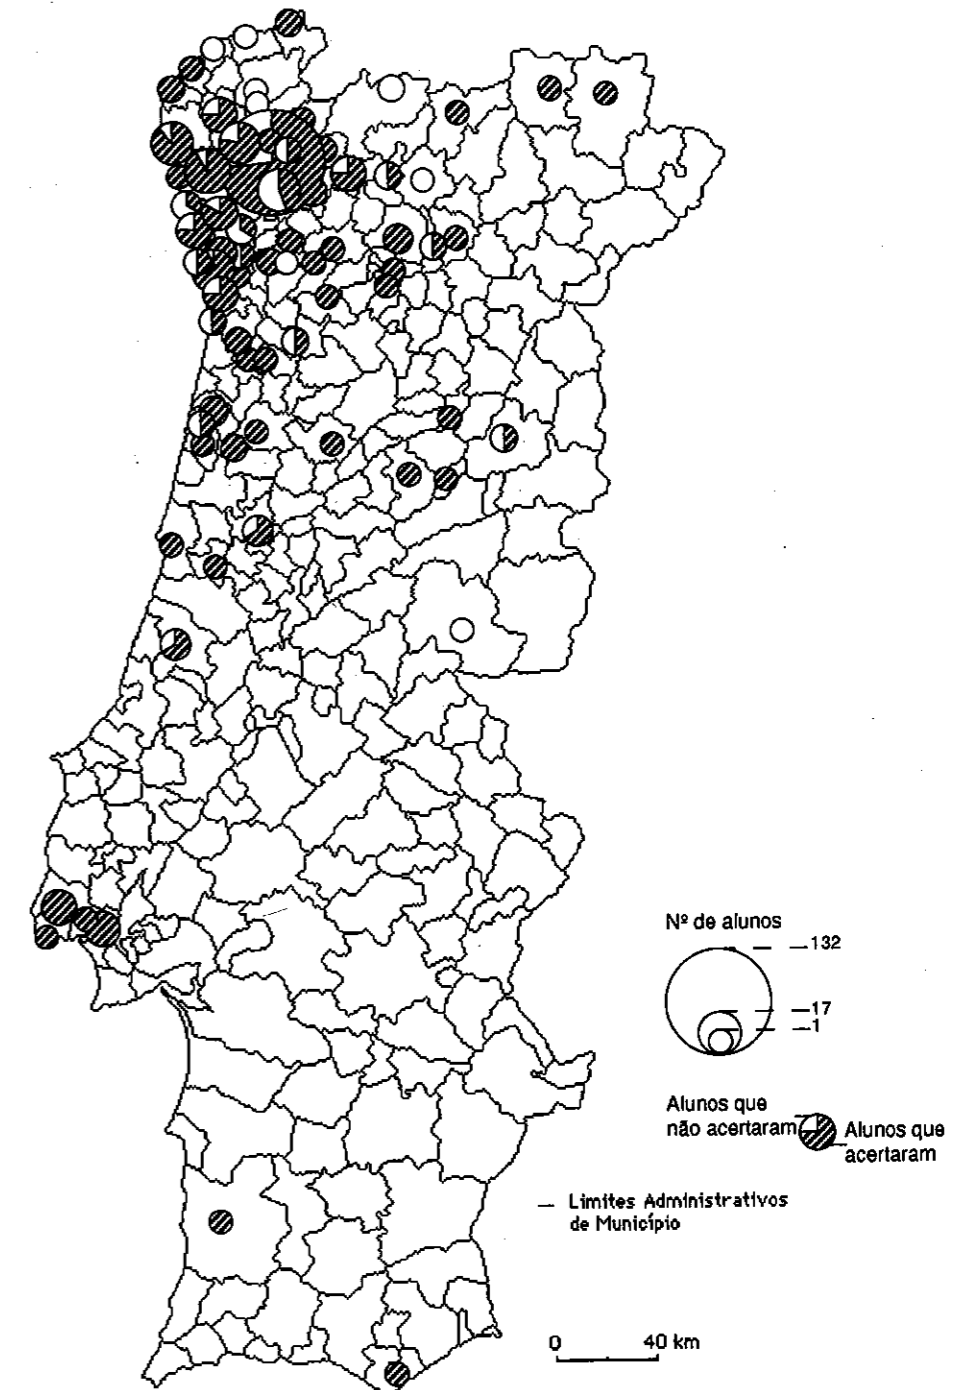 Nº de alunos
132
17
1
Alunos que
não acertaram
Alunos que
acertaram
Limites Administrativos
de Município
0 40 km